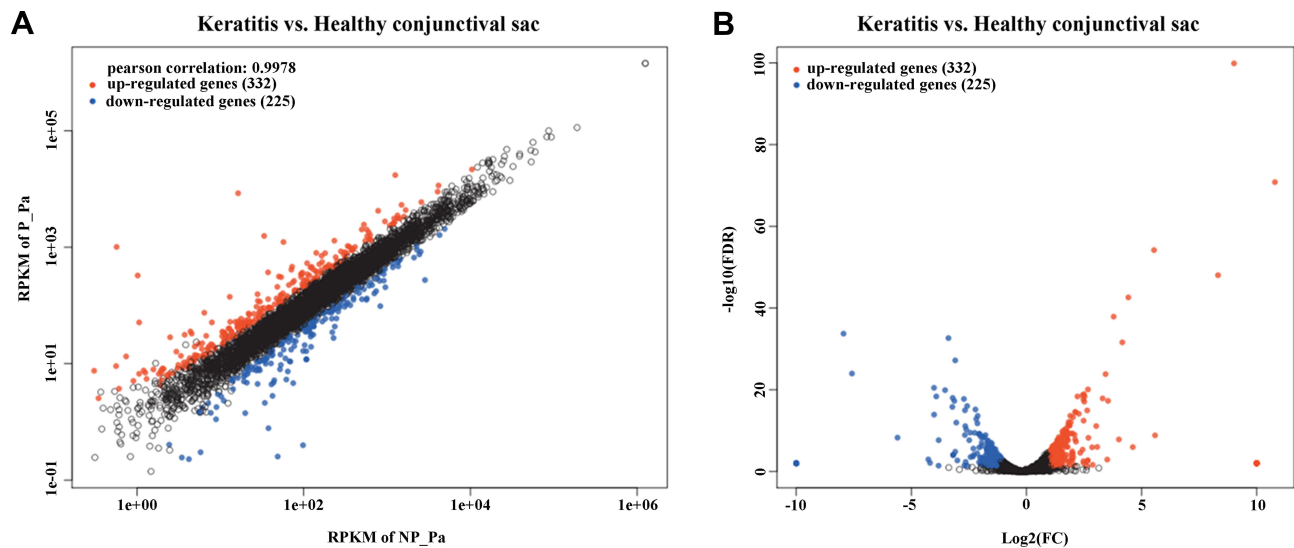 A
Keratitis vs. Healthy conjunctival sac
pearson correlation: 0.9978
up-regulated genes (332)
down-regulated genes (225)
RPKM of P_Pa
1e+05
1e+03
1e+01
1e-01
1e+00
1e+02
1e+04
1e+06
RPKM of NP_Pa
B
Keratitis vs. Healthy conjunctival sac
up-regulated genes (332)
down-regulated genes (225)
-log10(FDR)
100
80
60
40
20
0
-10
-5
0
5
10
Log2(FC)